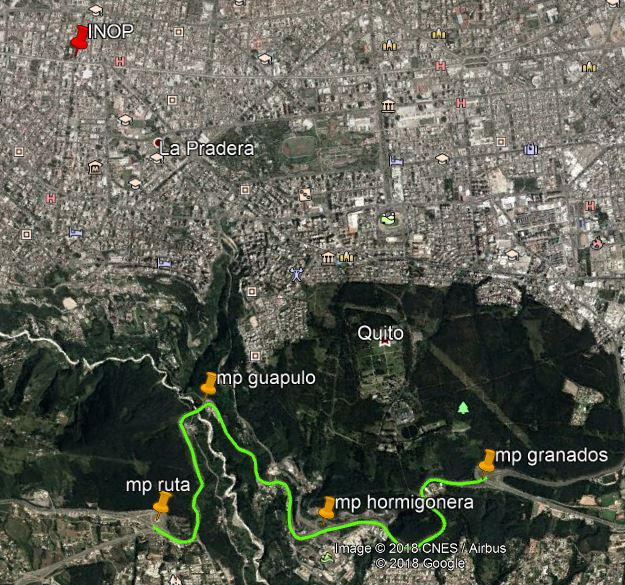 INOP
La Pradera
Quito
mp guapulo
mp granados
mp ruta
mp hormigonera
Image © 2018 CNES / Airbus
© 2018 Google